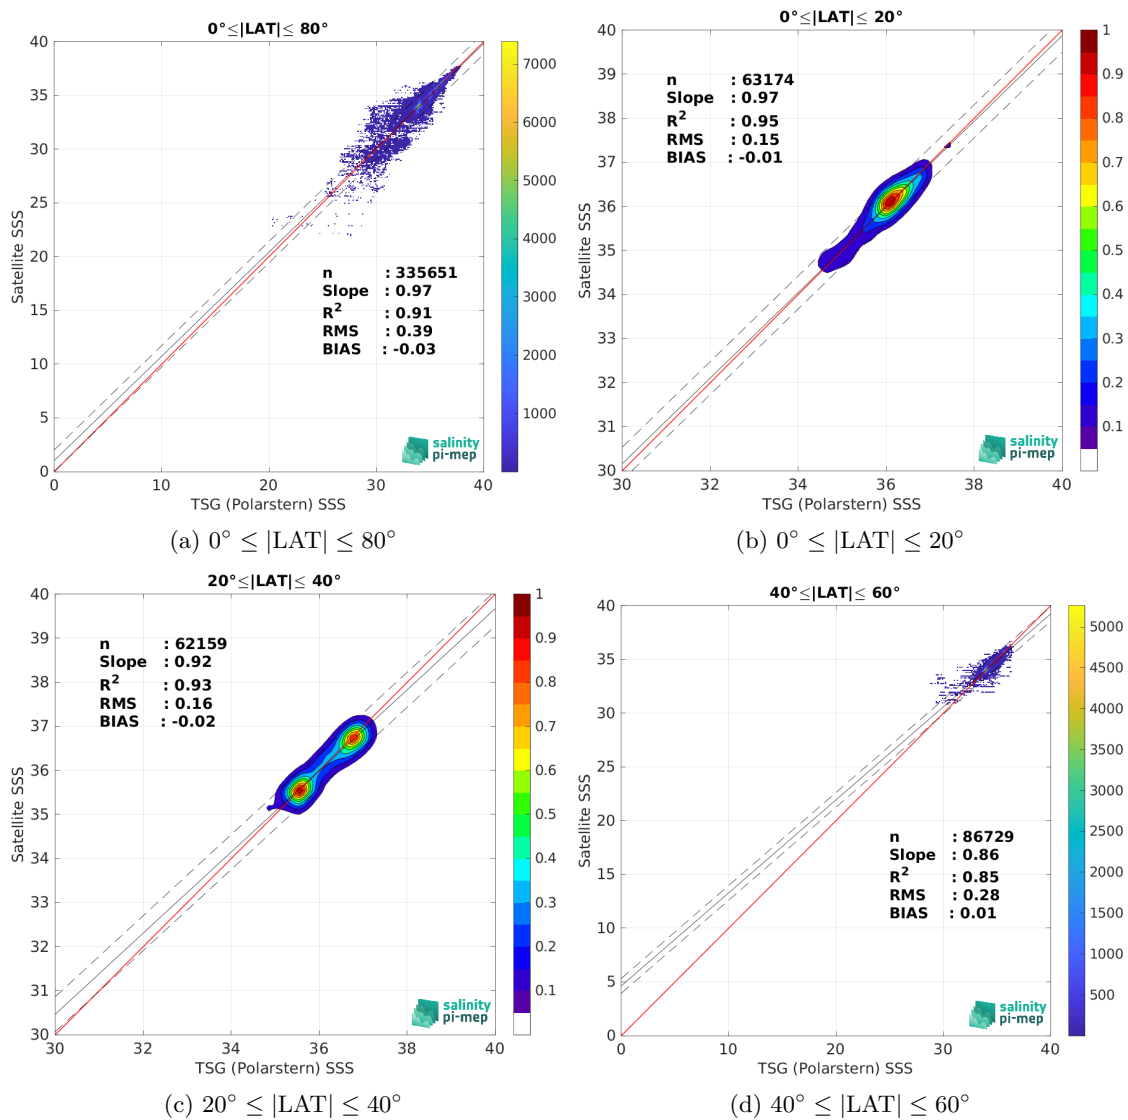 0°≤|LAT|≤ 80°
40
35
30
25
20
15
10
5
0
0
10
20
30
40
Satellite SSS
TSG (Polarstern) SSS
n : 335651
Slope : 0.97
R² : 0.91
RMS : 0.39
BIAS : -0.03
salinity
pi-mep
7000
6000
5000
4000
3000
2000
1000
(a) 0° ≤ |LAT| ≤ 80°
0°≤|LAT|≤ 20°
40
39
38
37
36
35
34
33
32
31
30
30
32
34
36
38
40
Satellite SSS
TSG (Polarstern) SSS
n : 63174
Slope : 0.97
R² : 0.95
RMS : 0.15
BIAS : -0.01
salinity
pi-mep
1
0.9
0.8
0.7
0.6
0.5
0.4
0.3
0.2
0.1
(b) 0° ≤ |LAT| ≤ 20°
20°≤|LAT|≤ 40°
40
39
38
37
36
35
34
33
32
31
30
30
32
34
36
38
40
Satellite SSS
TSG (Polarstern) SSS
n : 62159
Slope : 0.92
R² : 0.93
RMS : 0.16
BIAS : -0.02
salinity
pi-mep
1
0.9
0.8
0.7
0.6
0.5
0.4
0.3
0.2
0.1
(c) 20° ≤ |LAT| ≤ 40°
40°≤|LAT|≤ 60°
40
35
30
25
20
15
10
5
0
0
10
20
30
40
Satellite SSS
TSG (Polarstern) SSS
n : 86729
Slope : 0.86
R² : 0.85
RMS : 0.28
BIAS : 0.01
salinity
pi-mep
5000
4500
4000
3500
3000
2500
2000
1500
1000
500
(d) 40° ≤ |LAT| ≤ 60°